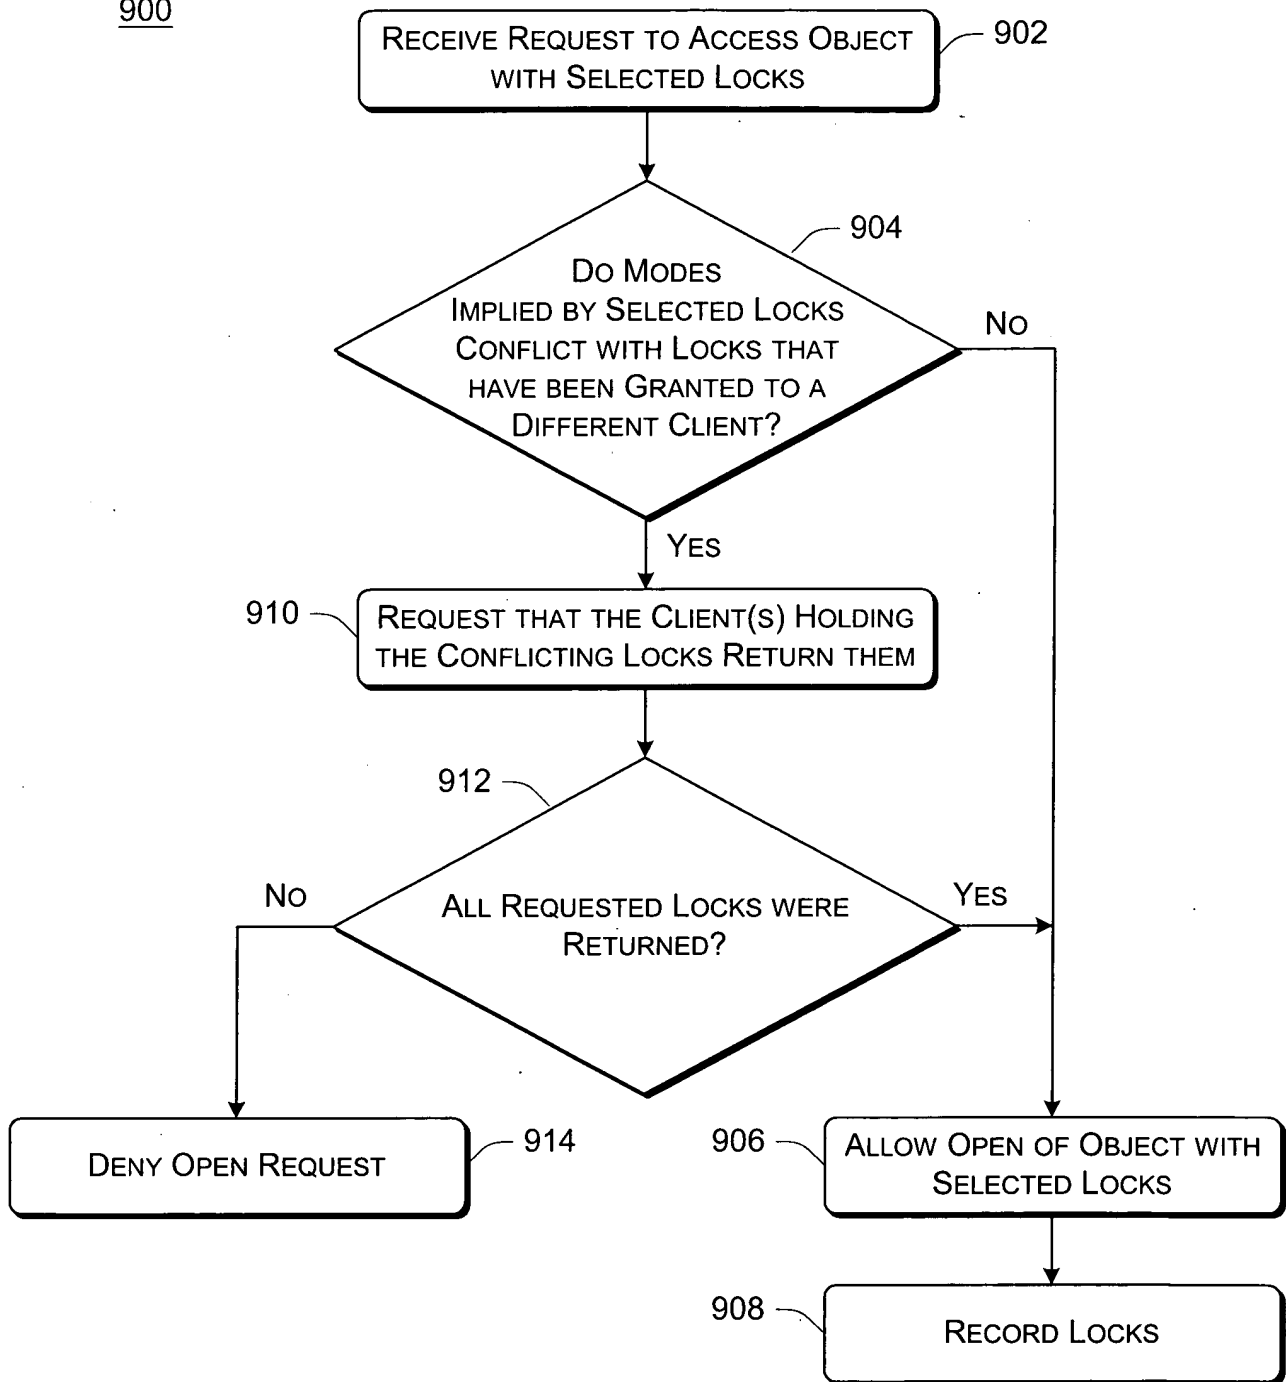 900
RECEIVE REQUEST TO ACCESS OBJECT
WITH SELECTED LOCKS
902
904
DO MODES
IMPLIED BY SELECTED LOCKS
CONFLICT WITH LOCKS THAT
HAVE BEEN GRANTED TO A
DIFFERENT CLIENT?
NO
YES
910
REQUEST THAT THE CLIENT(S) HOLDING
THE CONFLICTING LOCKS RETURN THEM
912
NO
ALL REQUESTED LOCKS WERE
RETURNED?
YES
DENY OPEN REQUEST
914
906
ALLOW OPEN OF OBJECT WITH
SELECTED LOCKS
908
RECORD LOCKS